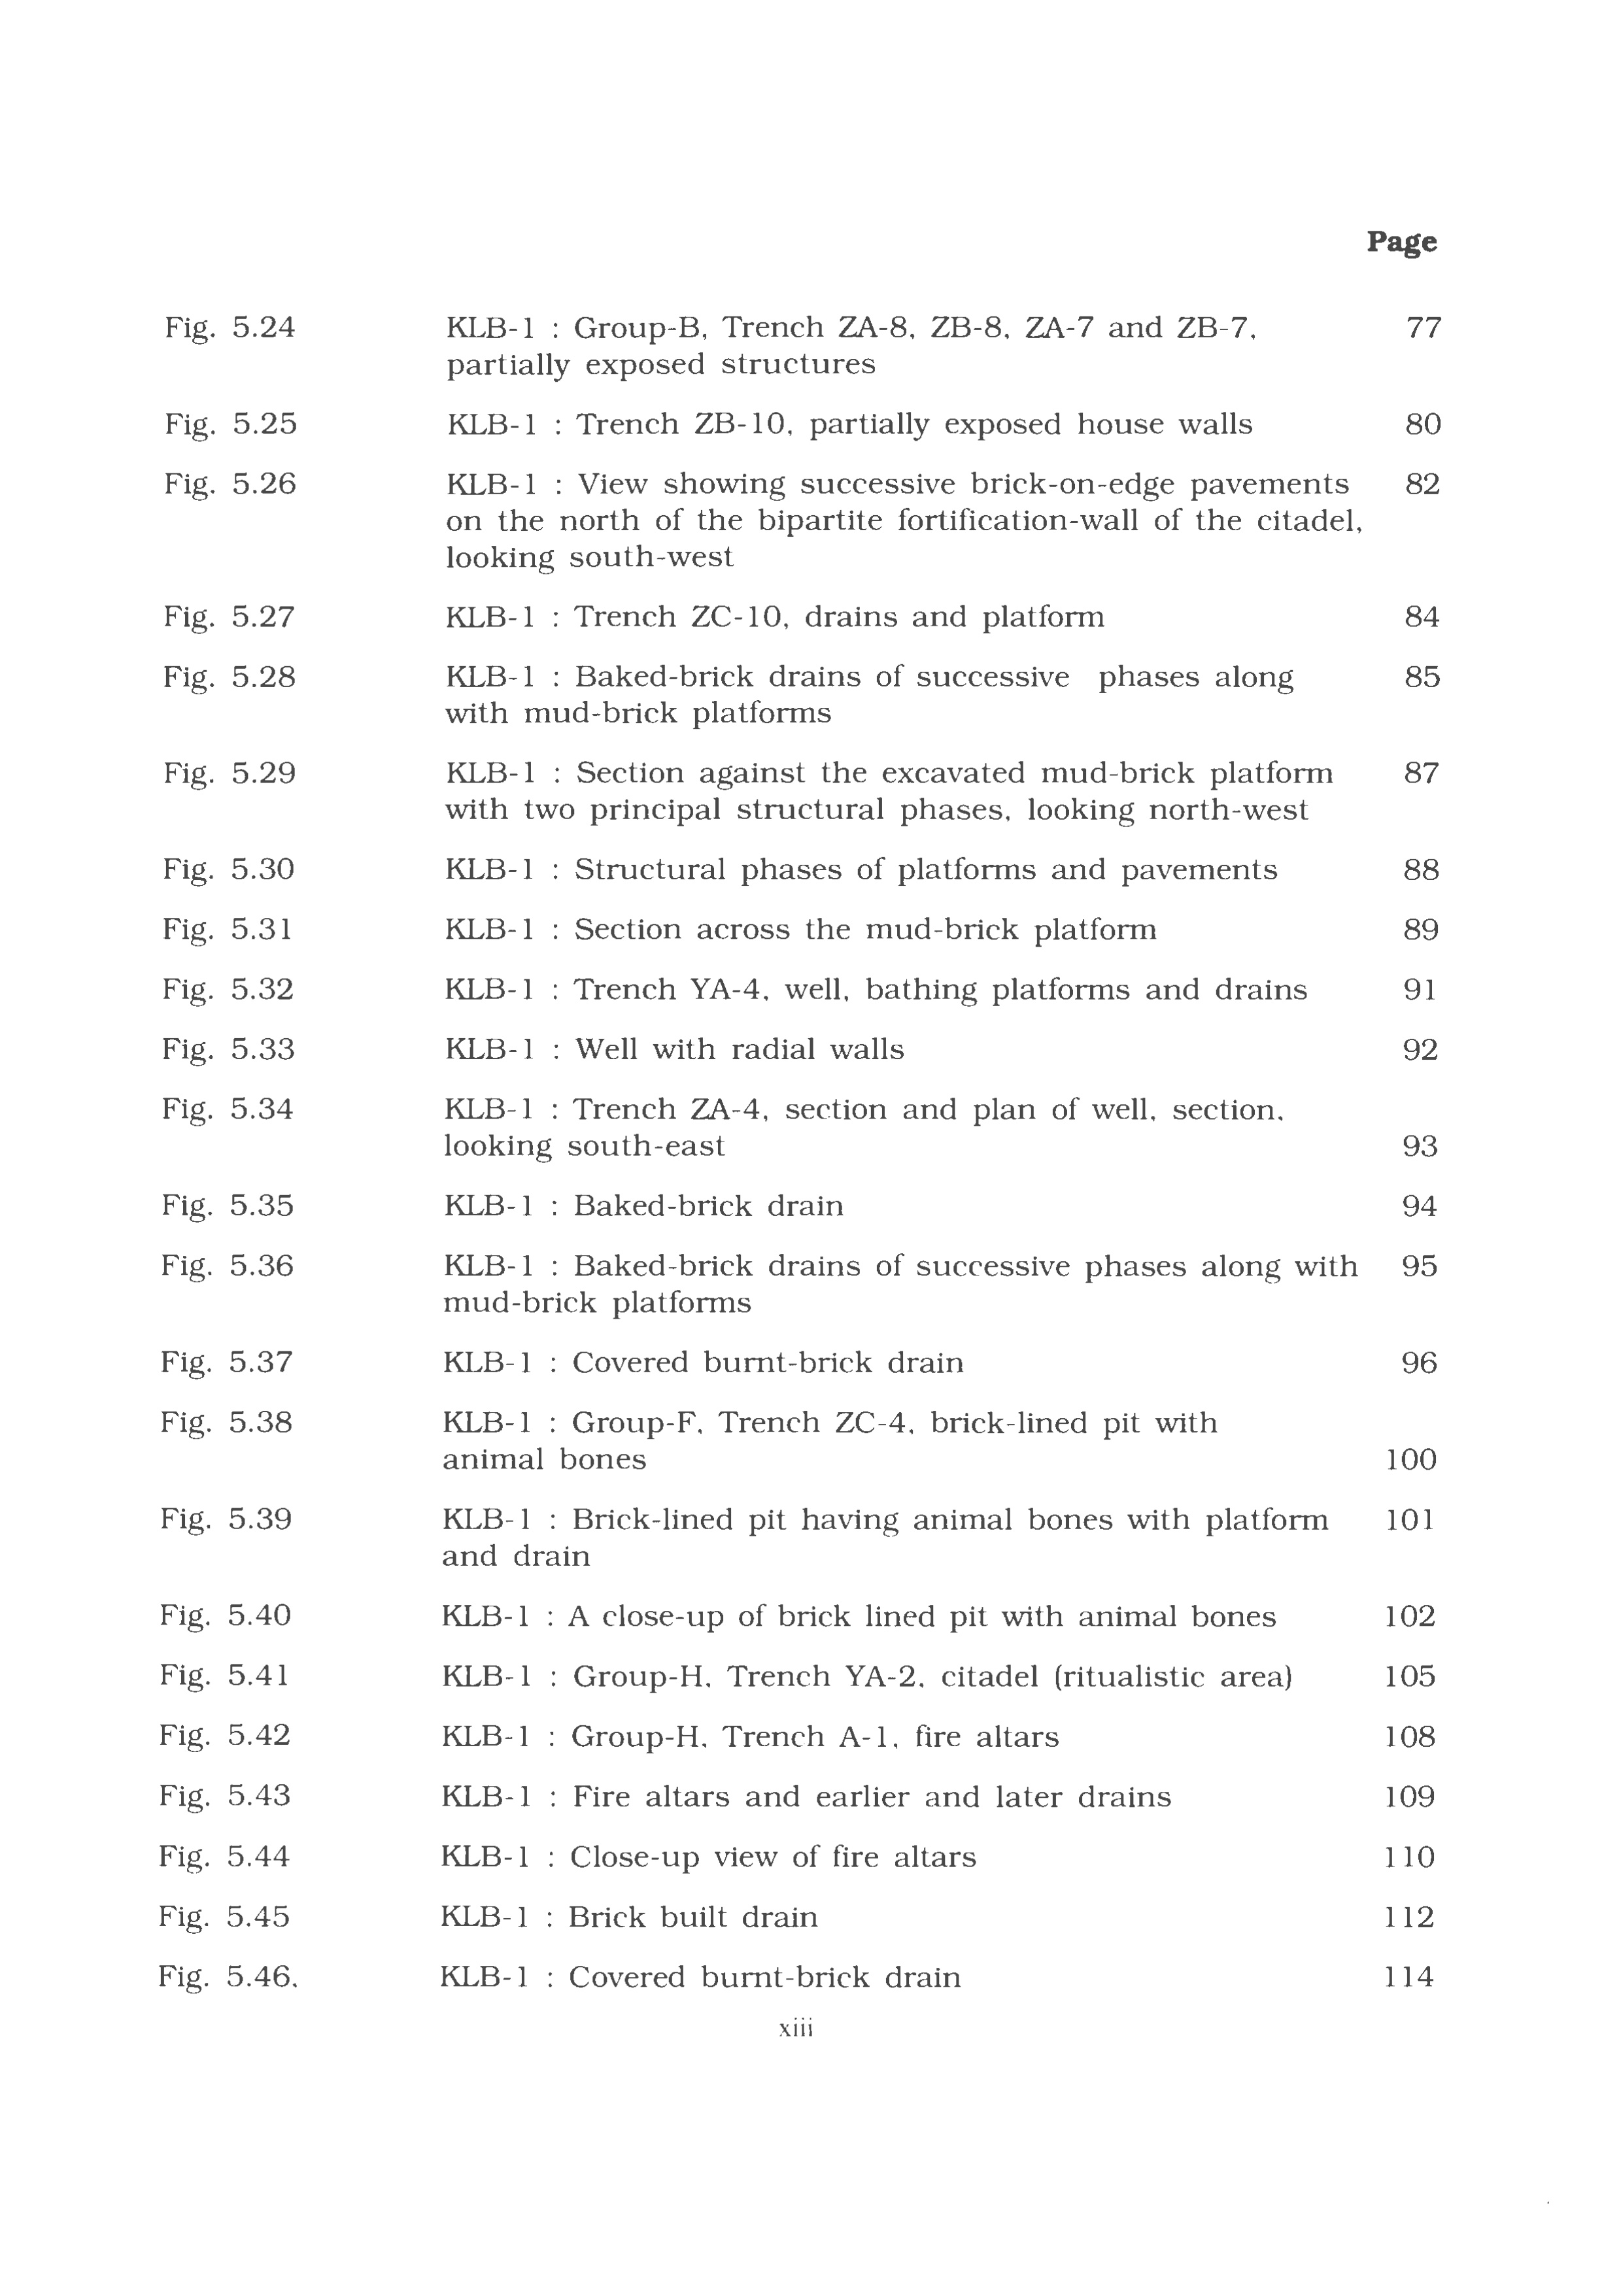 Page
Fig. 5.24 KLB-1 : Group-B, Trench ZA-8, ZB-8, ZA-7 and ZB-7, 77
partially exposed structures
Fig. 5.25 KLB-1 : Trench ZB-10, partially exposed house walls 80
Fig. 5.26 KLB-1 : View showing successive brick-on-edge pavements 82
on the north of the bipartite fortification-wall of the citadel,
looking south-west
Fig. 5.27 KLB-1 : Trench ZC-10, drains and platform 84
Fig. 5.28 KLB-1 : Baked-brick drains of successive phases along 85
with mud-brick platforms
Fig. 5.29 KLB-1 : Section against the excavated mud-brick platform 87
with two principal structural phases, looking north-west
Fig. 5.30 KLB-1 : Structural phases of platforms and pavements 88
Fig. 5.31 KLB-1 : Section across the mud-brick platform 89
Fig. 5.32 KLB-1 : Trench YA-4, well, bathing platforms and drains 91
Fig. 5.33 KLB-1 : Well with radial walls 92
Fig. 5.34 KLB-1 : Trench ZA-4, section and plan of well, section,
looking south-east 93
Fig. 5.35 KLB-1 : Baked-brick drain 94
Fig. 5.36 KLB-1 : Baked-brick drains of successive phases along with 95
mud-brick platforms
Fig. 5.37 KLB-1 : Covered burnt-brick drain 96
Fig. 5.38 KLB-1 : Group-F, Trench ZC-4, brick-lined pit with
animal bones 100
Fig. 5.39 KLB-1 : Brick-lined pit having animal bones with platform 101
and drain
Fig. 5.40 KLB-1 : A close-up of brick lined pit with animal bones 102
Fig. 5.41 KLB-1 : Group-H, Trench YA-2, citadel (ritualistic area) 105
Fig. 5.42 KLB-1 : Group-H, Trench A-1, fire altars 108
Fig. 5.43 KLB-1 : Fire altars and earlier and later drains 109
Fig. 5.44 KLB-1 : Close-up view of fire altars 110
Fig. 5.45 KLB-1 : Brick built drain 112
Fig. 5.46. KLB-1 : Covered burnt-brick drain 114
xiii